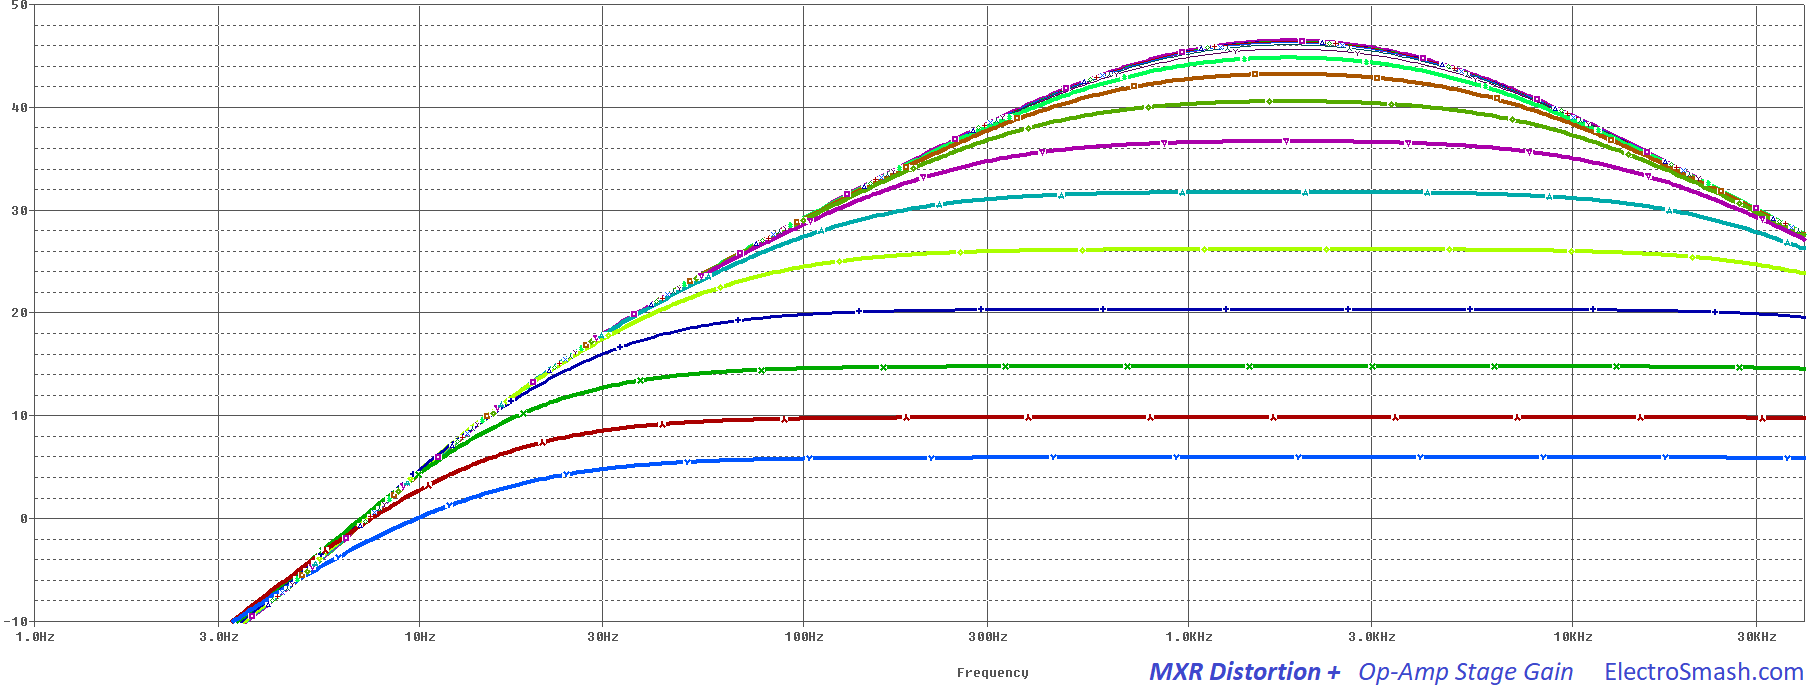 50
40
30
20
10
0
-10
1.0Hz 3.0Hz 10Hz 30Hz 100Hz 300Hz 1.0KHz 3.0KHz 10KHz 30KHz
Frequency
MXR Distortion + Op-Amp Stage Gain ElectroSmash.com